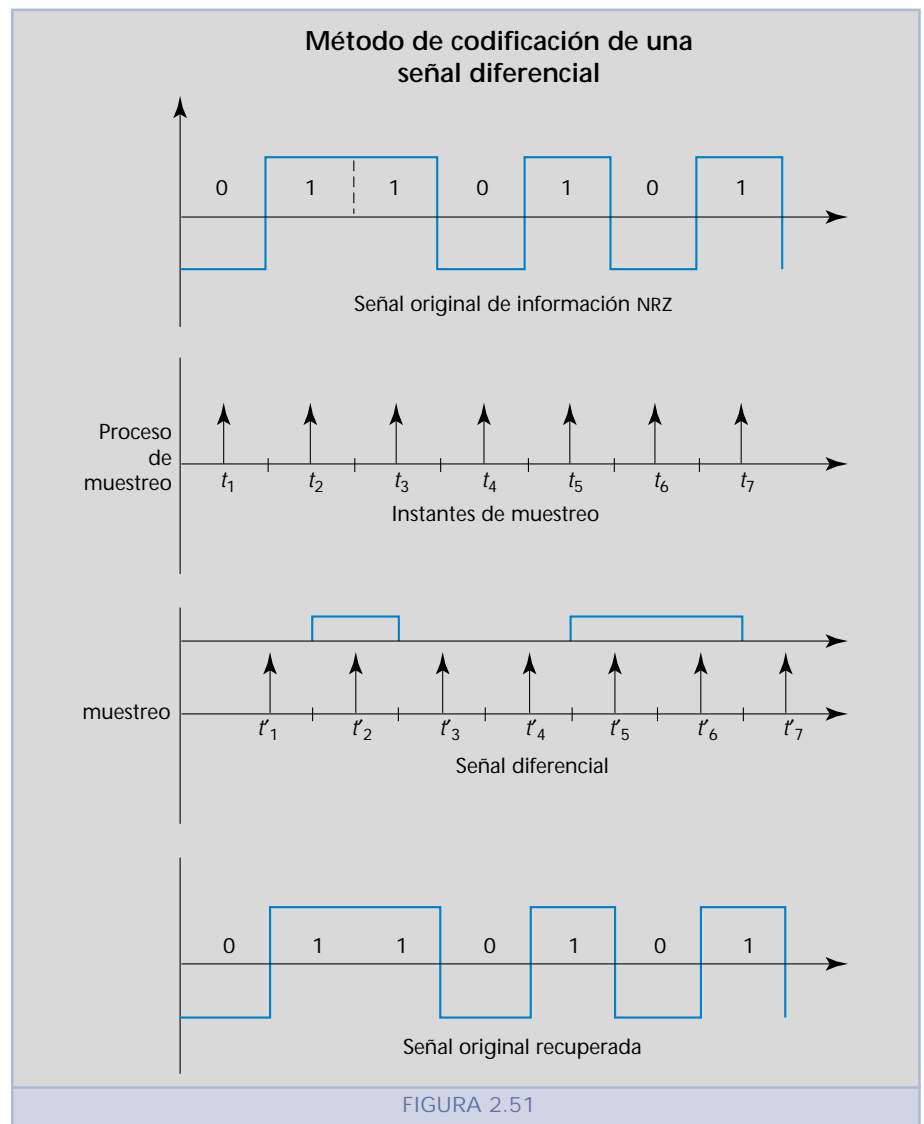 Método de codificación de una
señal diferencial
0 1 1 0 1 0 1
Señal original de información NRZ
Proceso
de
muestreo
t1 t2 t3 t4 t5 t6 t7
Instantes de muestreo
muestreo
t'1 t'2 t'3 t'4 t'5 t'6 t'7
Señal diferencial
0 1 1 0 1 0 1
Señal original recuperada
FIGURA 2.51